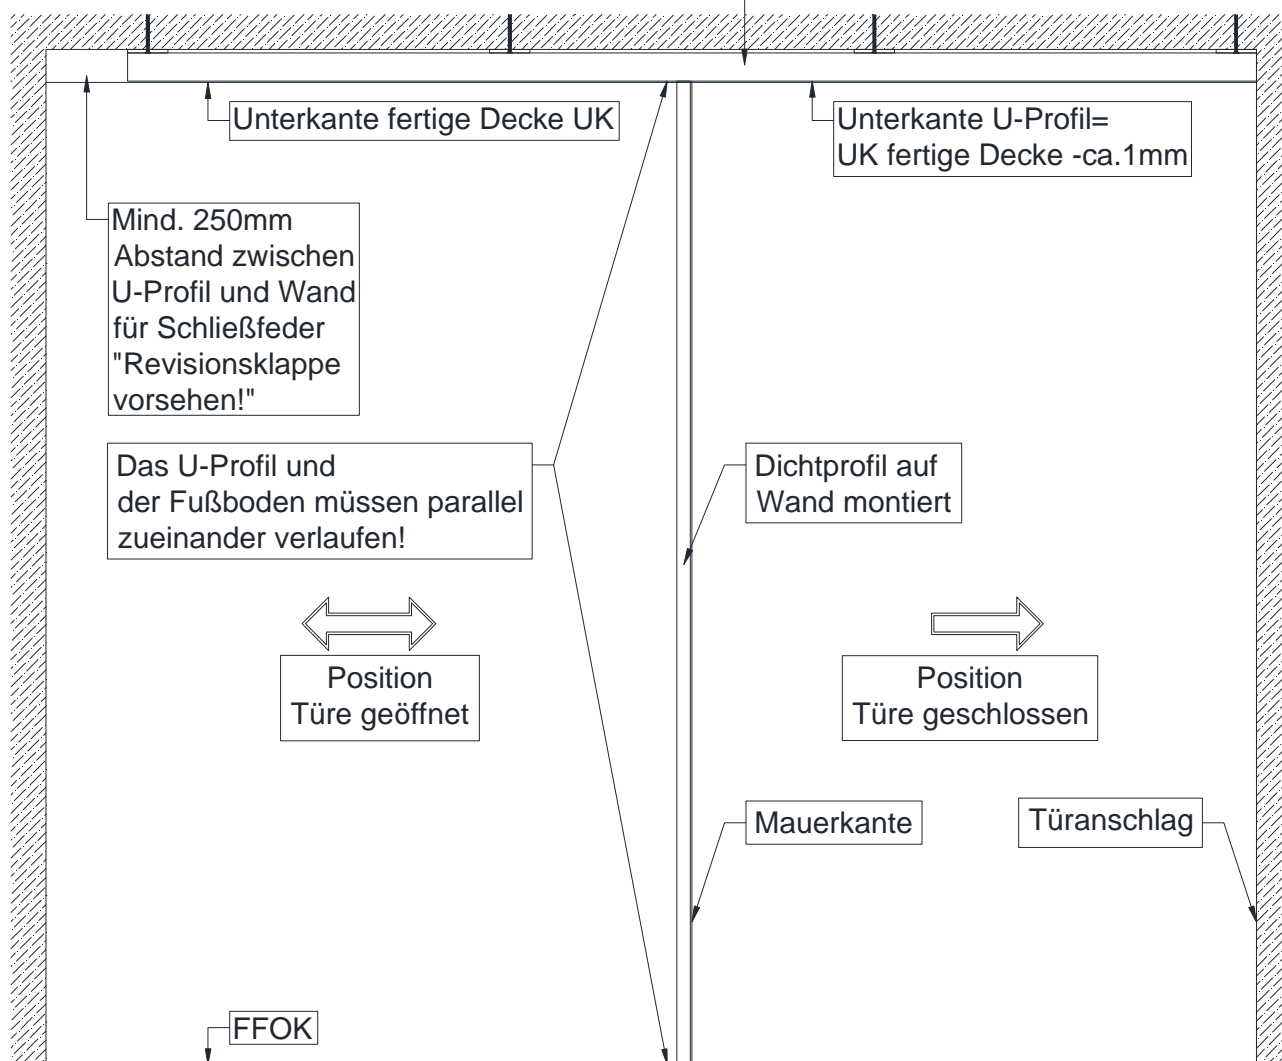 Unterkante fertige Decke UK
Unterkante U-Profil=
UK fertige Decke -ca.1mm
Mind. 250mm
Abstand zwischen
U-Profil und Wand
für Schließfeder
"Revisionsklappe
vorsehen!"
Das U-Profil und
der Fußboden müssen parallel
zueinander verlaufen!
Dichtprofil auf
Wand montiert
Position
Türe geöffnet
Position
Türe geschlossen
Mauerkante
Türanschlag
FFOK